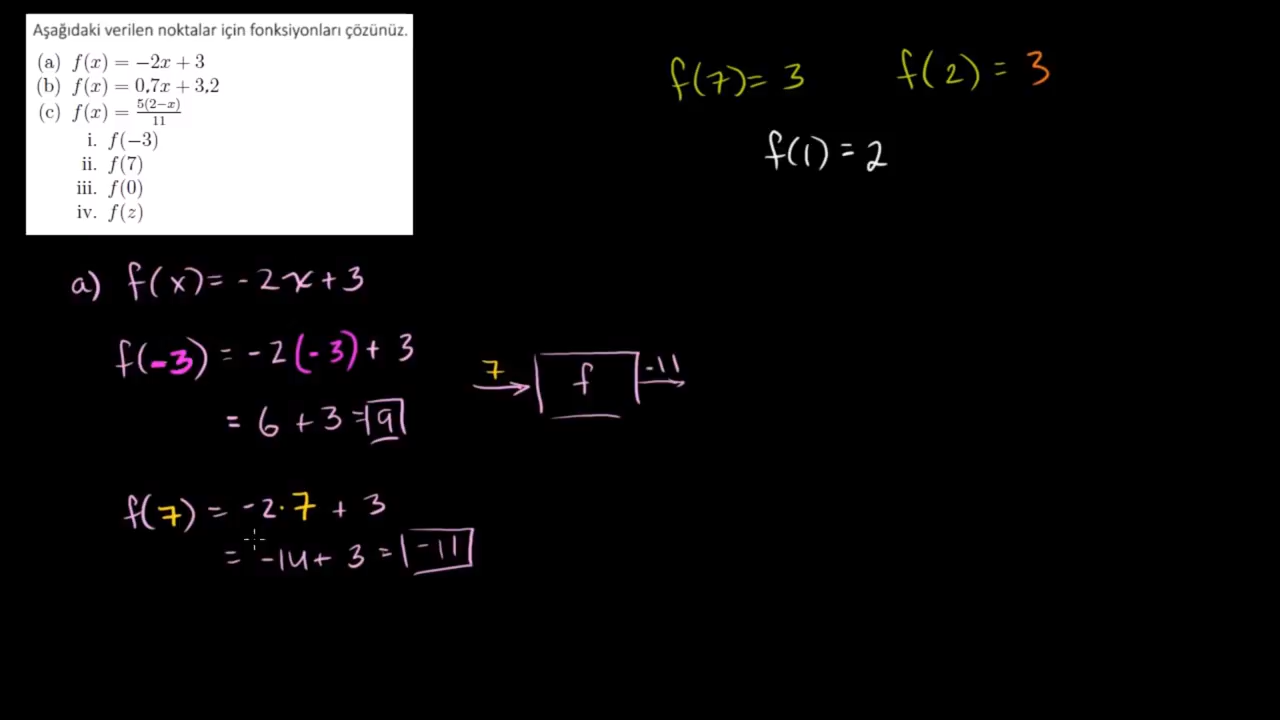 Aşağıdaki verilen noktalar için fonksiyonları çözünüz.
(a) f(x) = −2x + 3
(b) f(x) = 0,7x + 3,2
(c) f(x) = 5(2−x)/11
i. f(−3)
ii. f(7)
iii. f(0)
iv. f(z)
f(7) = 3
f(2) = 3
f(1) = 2
a) f(x) = -2x + 3
f(-3) = -2(-3) + 3
= 6 + 3 = 9
7 f -11
f(7) = -2·7 + 3
= -14 + 3 = -11